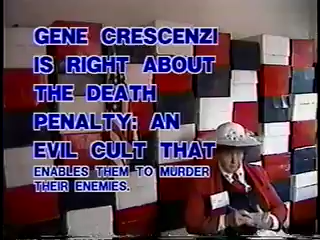 GENE CRESCENZI
IS RIGHT ABOUT
THE DEATH
PENALTY: AN
EVIL CULT THAT
ENABLES THEM TO MURDER
THEIR ENEMIES.